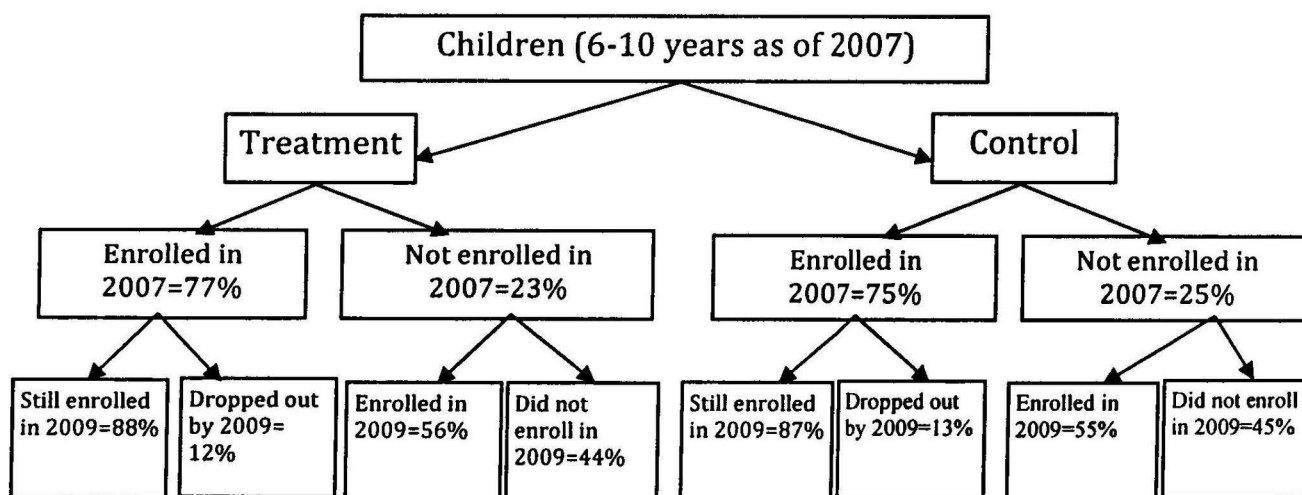 Children (6-10 years as of 2007)
Treatment
Control
Enrolled in
2007=77%
Not enrolled in
2007=23%
Enrolled in
2007=75%
Not enrolled in
2007=25%
Still enrolled
in 2009=88%
Dropped out
by 2009=
12%
Enrolled in
2009=56%
Did not
enroll in
2009=44%
Still enrolled
in 2009=87%
Dropped out
by 2009=13%
Enrolled in
2009=55%
Did not enroll
in 2009=45%